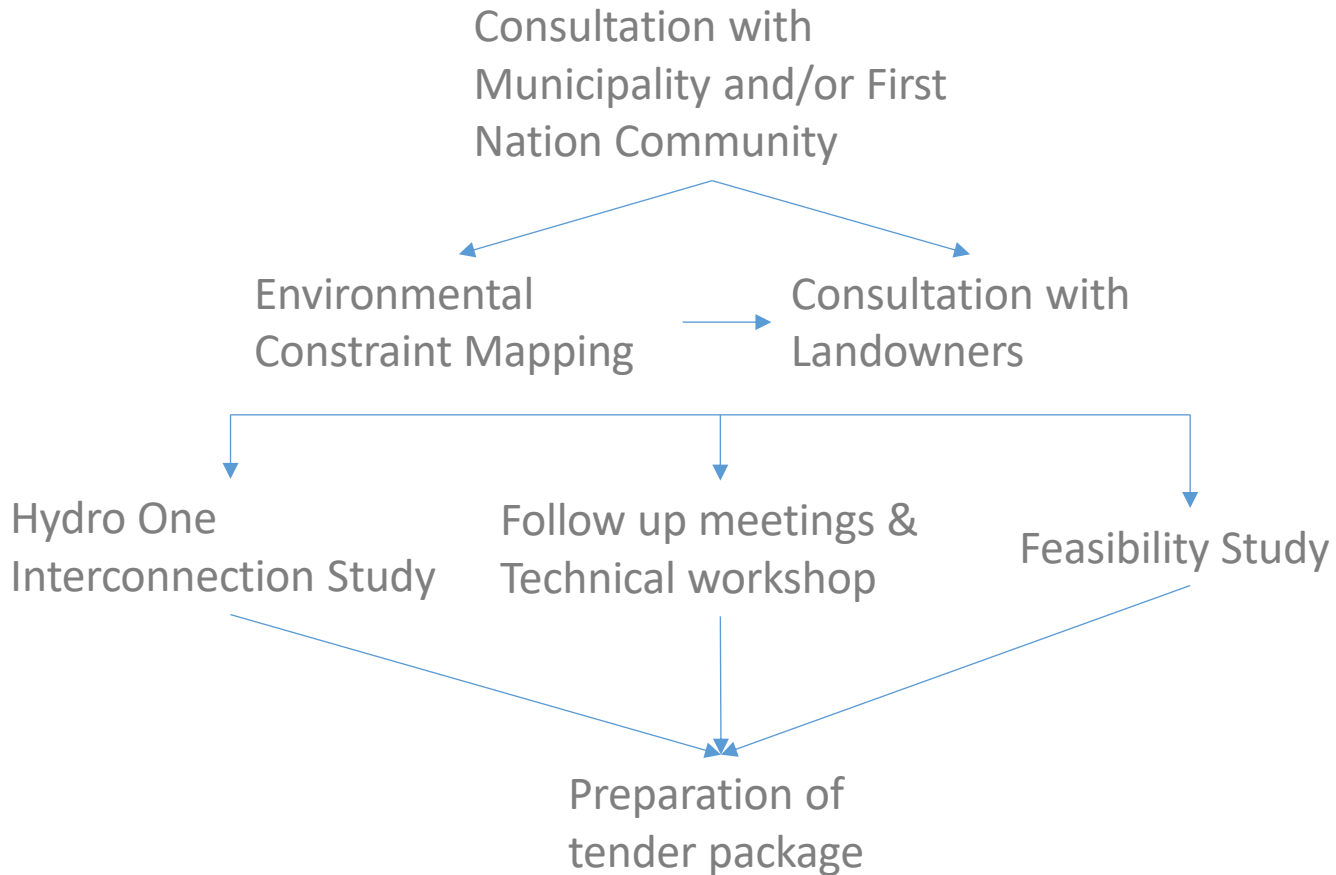 Consultation with
Municipality and/or First
Nation Community
Environmental
Constraint Mapping
Consultation with
Landowners
Hydro One
Interconnection Study
Follow up meetings &
Technical workshop
Feasibility Study
Preparation of
tender package